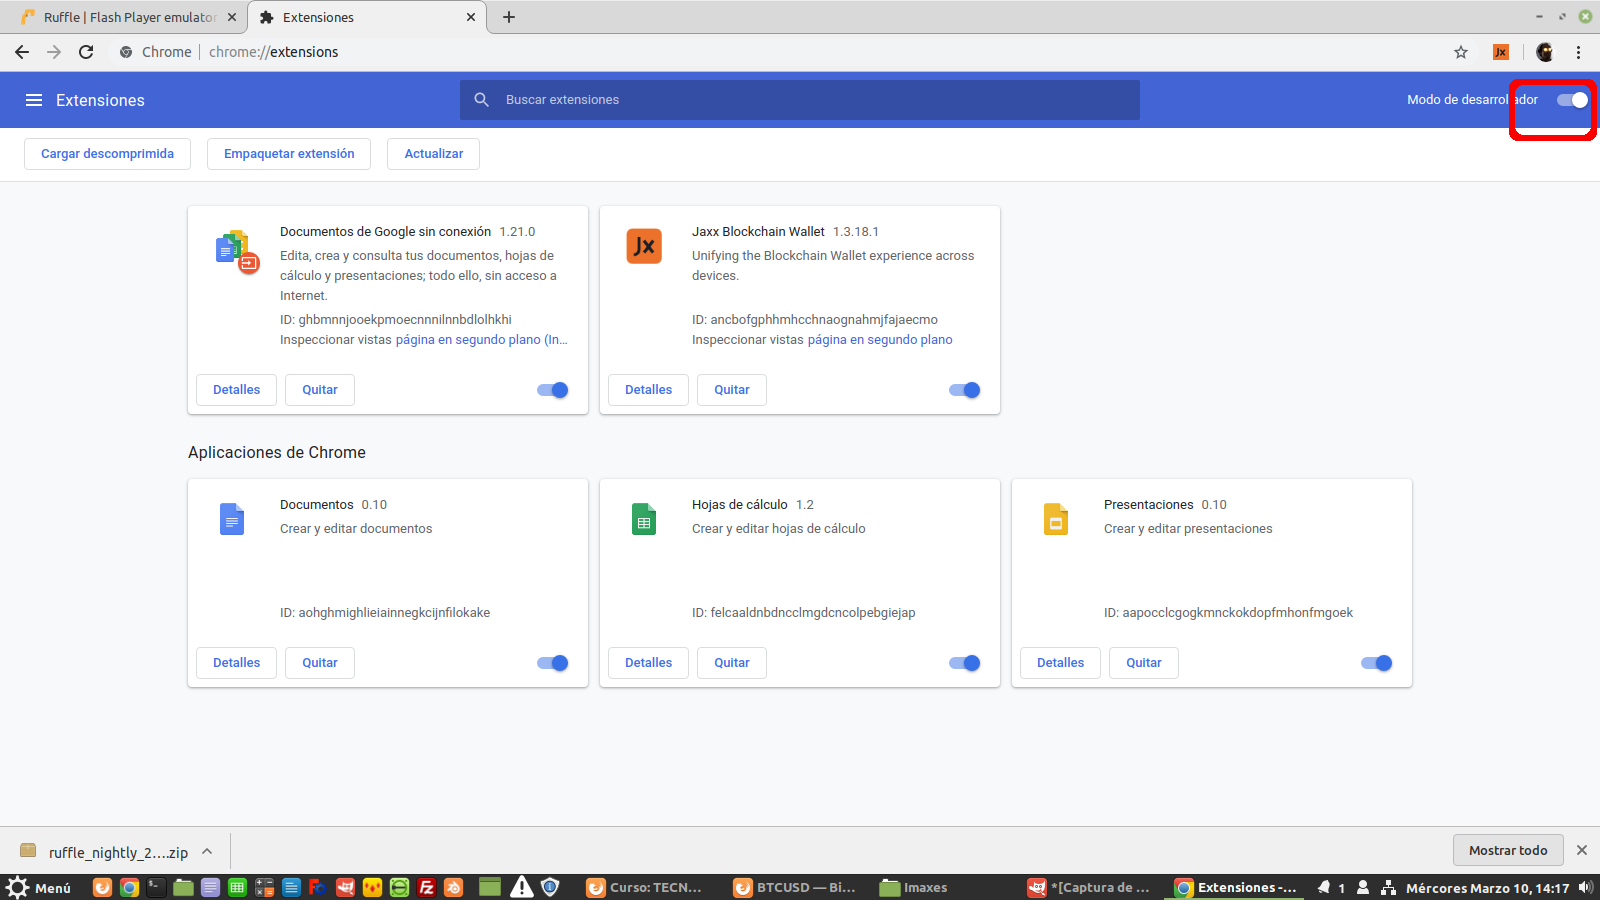 Ruffle | Flash Player emulator
Extensiones
Chrome
chrome://extensions
Jx
Extensiones
Buscar extensiones
Modo de desarrollador
Cargar descomprimida
Empaquetar extensión
Actualizar
Documentos de Google sin conexión 1.21.0
Edita, crea y consulta tus documentos, hojas de
cálculo y presentaciones; todo ello, sin acceso a
Internet.
ID: ghbmnnjooekpmoecnnnilnnbdlolhkhi
Inspeccionar vistas página en segundo plano (In...
Detalles
Quitar
Jx
Jaxx Blockchain Wallet 1.3.18.1
Unifying the Blockchain Wallet experience across
devices.
ID: ancbofgphhmhcchnaognahmjfajaecmo
Inspeccionar vistas página en segundo plano
Detalles
Quitar
Aplicaciones de Chrome
Documentos 0.10
Crear y editar documentos
ID: aohghmighlieiainnegkcijnfilokake
Detalles
Quitar
Hojas de cálculo 1.2
Crear y editar hojas de cálculo
ID: felcaaldnbdncclmgdcncolpebgiejap
Detalles
Quitar
Presentaciones 0.10
Crear y editar presentaciones
ID: aapocclcgogkmnckokdopfmhonfmgoek
Detalles
Quitar
ruffle_nightly_2....zip
Mostrar todo
Menú
Fz
Curso: TECN...
BTCUSD — Bi...
Imaxes
*[Captura de ...
Extensiones -...
1
Mércores Marzo 10, 14:17